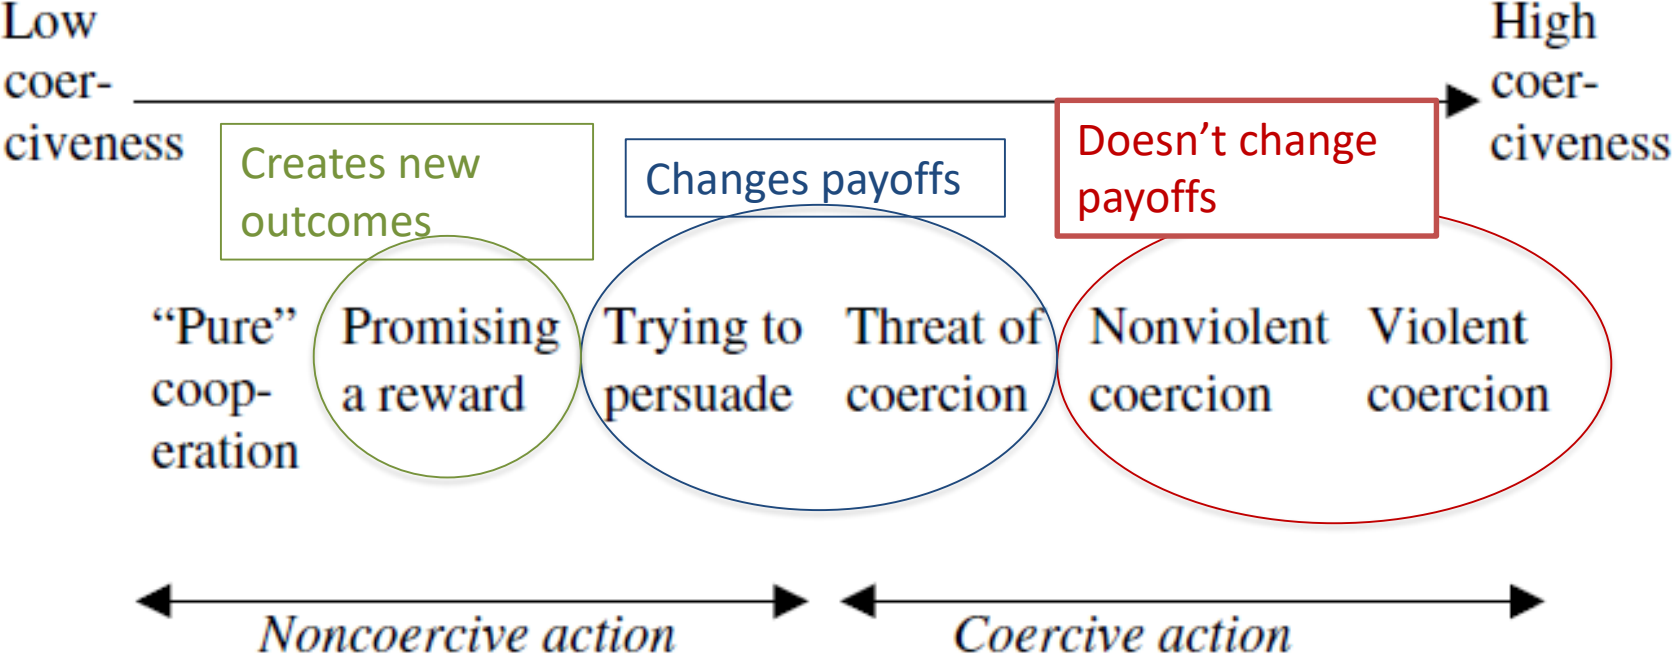 Low
coer-
civeness
High
coer-
civeness
Creates new
outcomes
Changes payoffs
Doesn’t change
payoffs
“Pure”
coop-
eration
Promising
a reward
Trying to
persuade
Threat of
coercion
Nonviolent
coercion
Violent
coercion
Noncoercive action
Coercive action